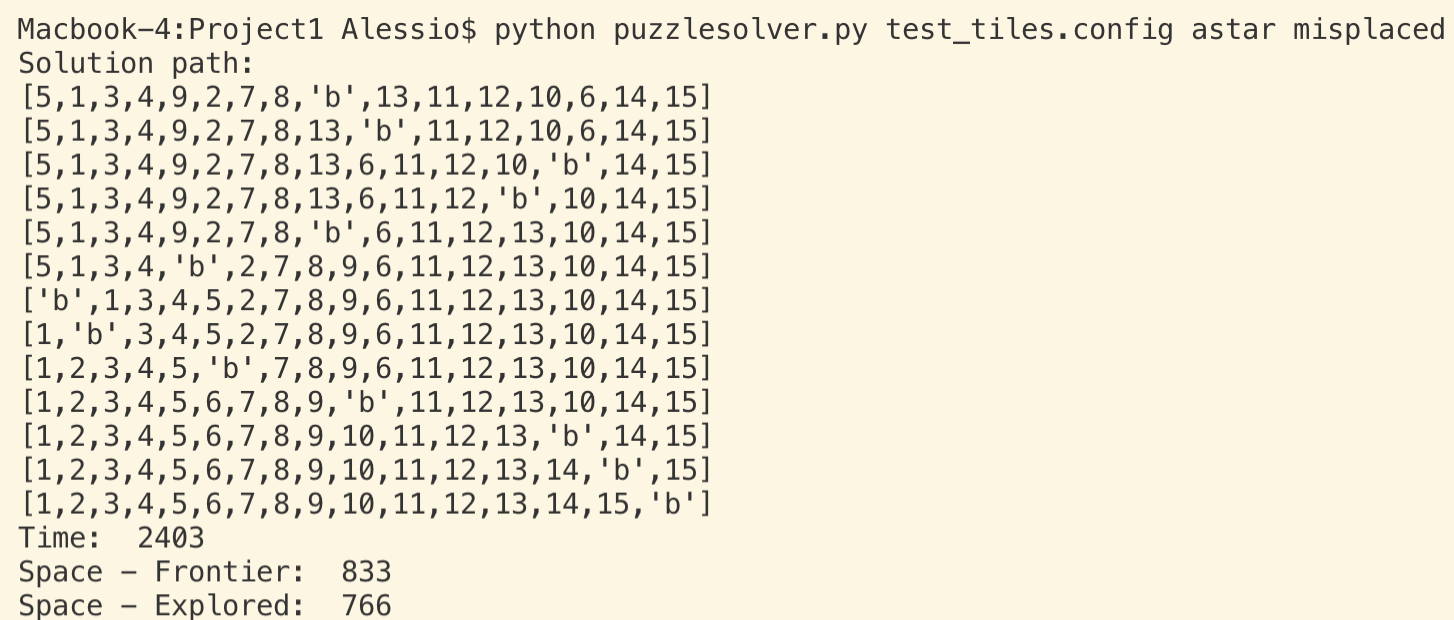 Macbook-4:Project1 Alessio$ python puzzlesolver.py test_tiles.config astar misplaced
Solution path:
[5,1,3,4,9,2,7,8,'b',13,11,12,10,6,14,15]
[5,1,3,4,9,2,7,8,13,'b',11,12,10,6,14,15]
[5,1,3,4,9,2,7,8,13,6,11,12,10,'b',14,15]
[5,1,3,4,9,2,7,8,13,6,11,12,'b',10,14,15]
[5,1,3,4,9,2,7,8,'b',6,11,12,13,10,14,15]
[5,1,3,4,'b',2,7,8,9,6,11,12,13,10,14,15]
['b',1,3,4,5,2,7,8,9,6,11,12,13,10,14,15]
[1,'b',3,4,5,2,7,8,9,6,11,12,13,10,14,15]
[1,2,3,4,5,'b',7,8,9,6,11,12,13,10,14,15]
[1,2,3,4,5,6,7,8,9,'b',11,12,13,10,14,15]
[1,2,3,4,5,6,7,8,9,10,11,12,13,'b',14,15]
[1,2,3,4,5,6,7,8,9,10,11,12,13,14,'b',15]
[1,2,3,4,5,6,7,8,9,10,11,12,13,14,15,'b']
Time:  2403
Space - Frontier:  833
Space - Explored:  766